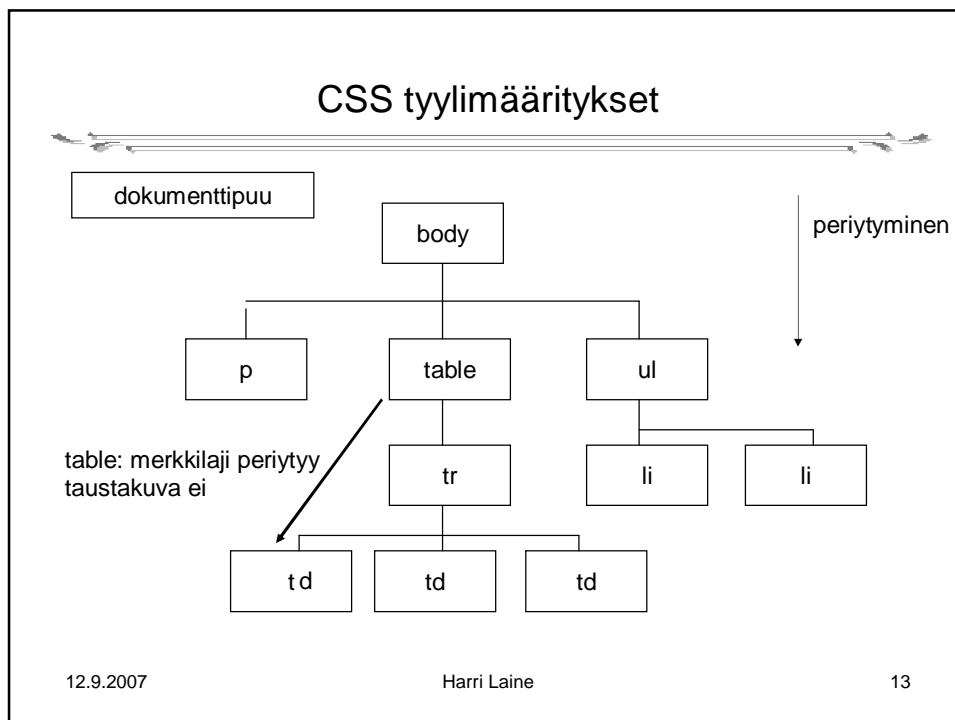 CSS tyylimääritykset
dokumenttipuu
body
periytyminen
p
table
ul
table: merkkilaji periytyy
taustakuva ei
tr
li
li
td
td
td
12.9.2007
Harri Laine
13